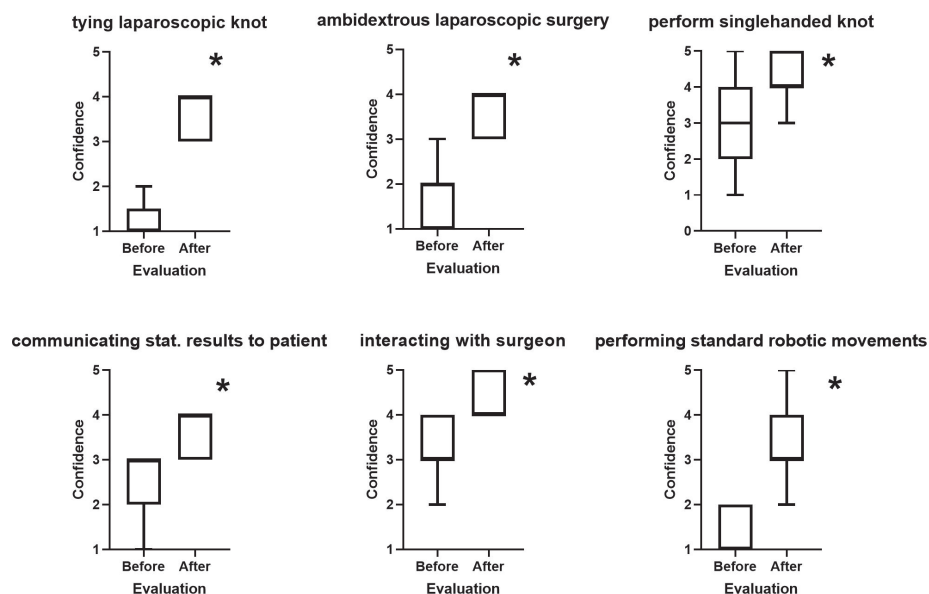 tying laparoscopic knot
5
4
3
2
1
Confidence
*
Before After
Evaluation
ambidextrous laparoscopic surgery
5
4
3
2
1
Confidence
*
Before After
Evaluation
perform singlehanded knot
5
4
3
2
1
0
Confidence
*
Before After
Evaluation
communicating stat. results to patient
5
4
3
2
1
Confidence
*
Before After
Evaluation
interacting with surgeon
5
4
3
2
1
Confidence
*
Before After
Evaluation
performing standard robotic movements
5
4
3
2
1
Confidence
*
Before After
Evaluation